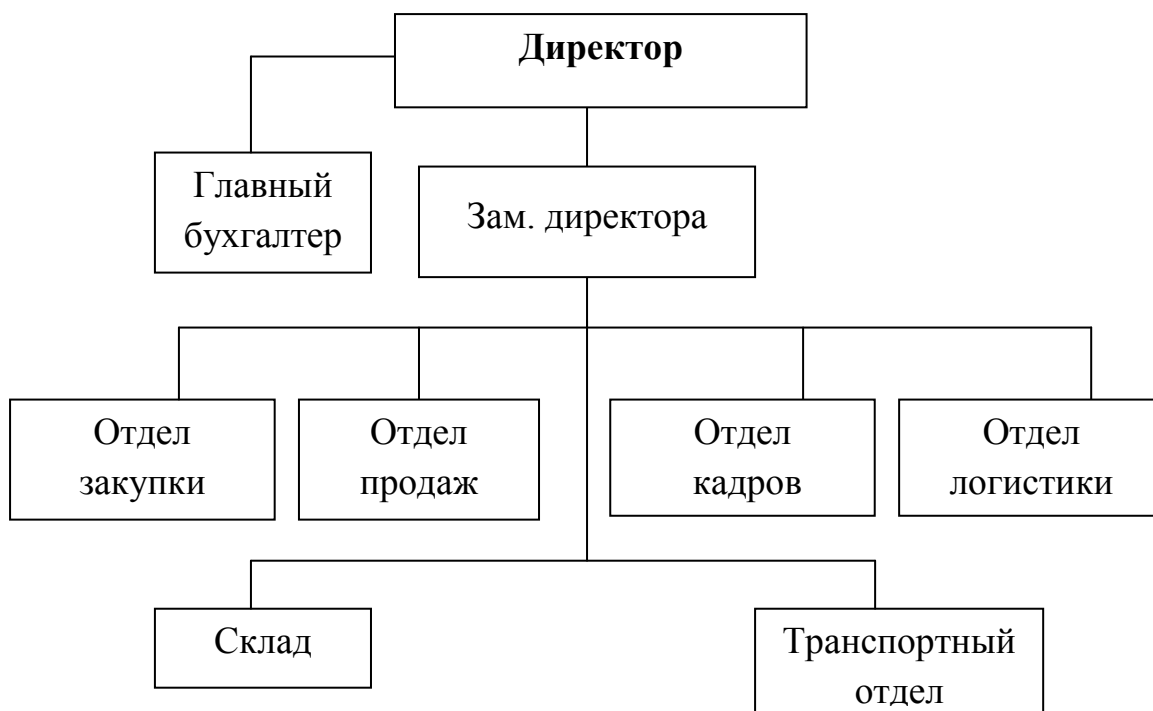 Директор
Главный
бухгалтер
Зам. директора
Отдел
закупки
Отдел
продаж
Отдел
кадров
Отдел
логистики
Склад
Транспортный
отдел